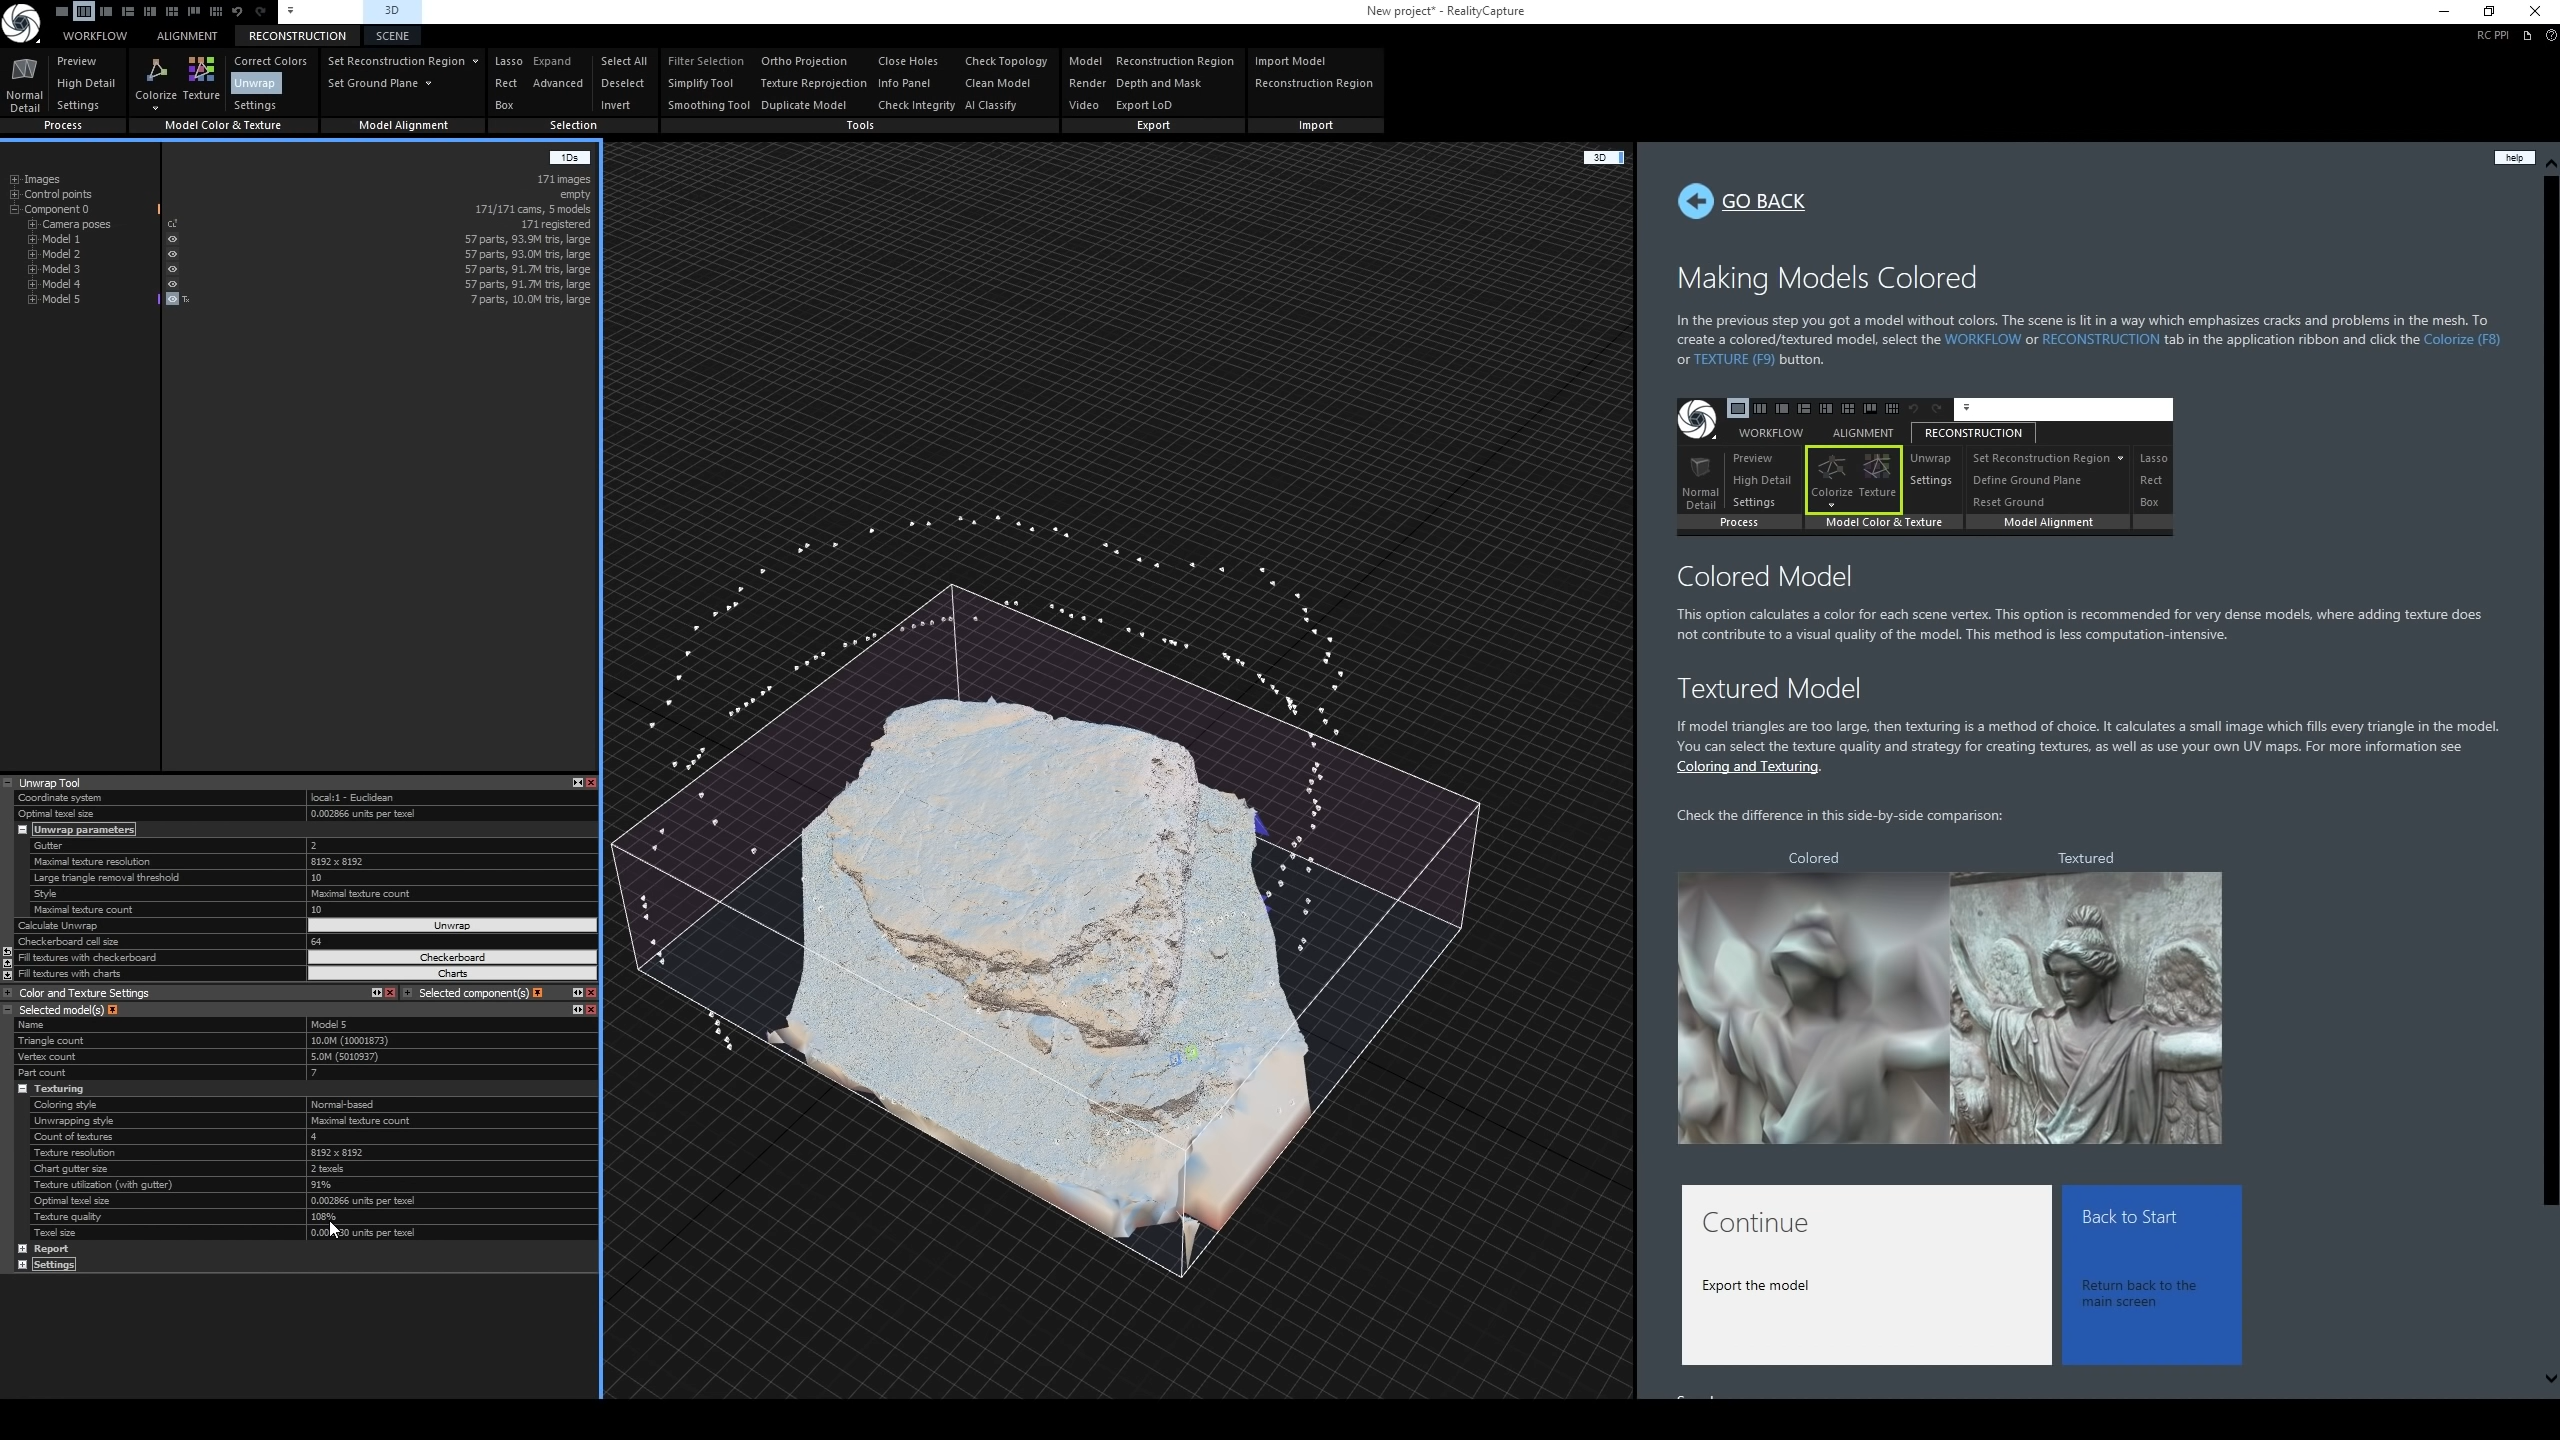 3D
New project* - RealityCapture
WORKFLOW
ALIGNMENT
RECONSTRUCTION
SCENE
RC PPI
Normal Detail
Preview
High Detail
Settings
Process
Colorize
Texture
Correct Colors
Unwrap
Settings
Model Color & Texture
Set Reconstruction Region
Set Ground Plane
Model Alignment
Lasso
Expand
Select All
Rect
Advanced
Deselect
Box
Invert
Selection
Filter Selection
Ortho Projection
Close Holes
Check Topology
Simplify Tool
Texture Reprojection
Info Panel
Clean Model
Smoothing Tool
Duplicate Model
Check Integrity
AI Classify
Tools
Model
Reconstruction Region
Render
Depth and Mask
Video
Export LoD
Export
Import Model
Reconstruction Region
Import
1Ds
Images 171 images
Control points empty
Component 0 171/171 cams, 5 models
Camera poses 171 registered
Model 1 57 parts, 93.9M tris, large
Model 2 57 parts, 93.0M tris, large
Model 3 57 parts, 91.7M tris, large
Model 4 57 parts, 91.7M tris, large
Model 5 7 parts, 10.0M tris, large
Unwrap Tool
Coordinate system local:1 - Euclidean
Optimal texel size 0.002866 units per texel
Unwrap parameters
Gutter 2
Maximal texture resolution 8192 x 8192
Large triangle removal threshold 10
Style Maximal texture count
Maximal texture count 10
Calculate Unwrap Unwrap
Checkerboard cell size 64
Fill textures with checkerboard Checkerboard
Fill textures with charts Charts
Color and Texture Settings
Selected component(s)
Selected model(s)
Name Model 5
Triangle count 10.0M (10001873)
Vertex count 5.0M (5010937)
Part count 7
Texturing
Coloring style Normal-based
Unwrapping style Maximal texture count
Count of textures 4
Texture resolution 8192 x 8192
Chart gutter size 2 texels
Texture utilization (with gutter) 91%
Optimal texel size 0.002866 units per texel
Texture quality 108%
Texel size units per texel
Report
Settings
3D
help
GO BACK
Making Models Colored
In the previous step you got a model without colors. The scene is lit in a way which emphasizes cracks and problems in the mesh. To
create a colored/textured model, select the WORKFLOW or RECONSTRUCTION tab in the application ribbon and click the Colorize (F8)
or TEXTURE (F9) button.
WORKFLOW
ALIGNMENT
RECONSTRUCTION
Normal Detail
Preview
High Detail
Settings
Process
Colorize
Texture
Unwrap
Settings
Model Color & Texture
Set Reconstruction Region
Define Ground Plane
Reset Ground
Model Alignment
Lasso
Rect
Box
Colored Model
This option calculates a color for each scene vertex. This option is recommended for very dense models, where adding texture does
not contribute to a visual quality of the model. This method is less computation-intensive.
Textured Model
If model triangles are too large, then texturing is a method of choice. It calculates a small image which fills every triangle in the model.
You can select the texture quality and strategy for creating textures, as well as use your own UV maps. For more information see
Coloring and Texturing.
Check the difference in this side-by-side comparison:
Colored
Textured
Continue
Export the model
Back to Start
Return back to the
main screen